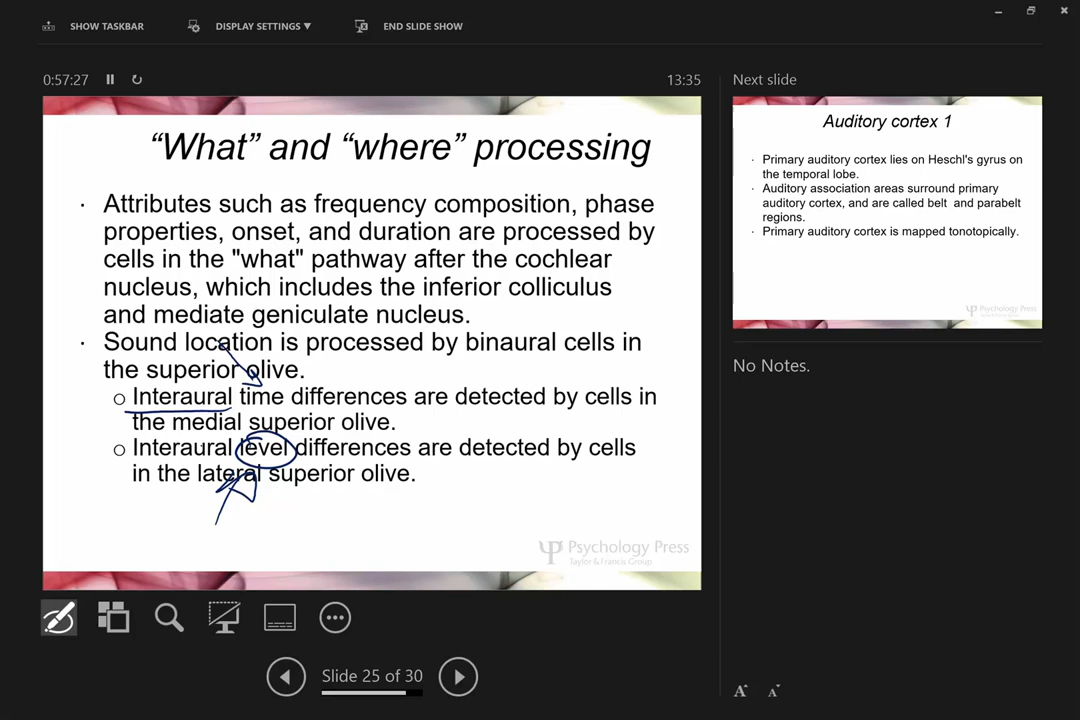 SHOW TASKBAR
DISPLAY SETTINGS ▼
END SLIDE SHOW
0:57:27
13:35
“What” and “where” processing
· Attributes such as frequency composition, phase
properties, onset, and duration are processed by
cells in the "what" pathway after the cochlear
nucleus, which includes the inferior colliculus
and mediate geniculate nucleus.
· Sound location is processed by binaural cells in
the superior olive.
o Interaural time differences are detected by cells in
the medial superior olive.
o Interaural level differences are detected by cells
in the lateral superior olive.
Psychology Press
Taylor & Francis Group
Slide 25 of 30
Next slide
Auditory cortex 1
· Primary auditory cortex lies on Heschl's gyrus on
the temporal lobe.
· Auditory association areas surround primary
auditory cortex, and are called belt and parabelt
regions.
· Primary auditory cortex is mapped tonotopically.
Psychology Press
No Notes.
A A